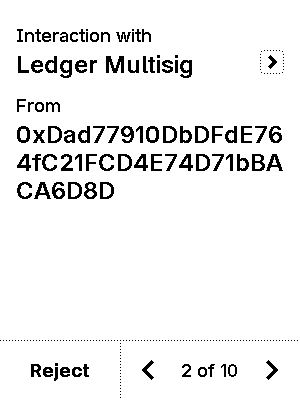 Interaction with
Ledger Multisig
From
0xDad77910DbDFdE76
4fC21FCD4E74D71bBA
CA6D8D
Reject
2 of 10